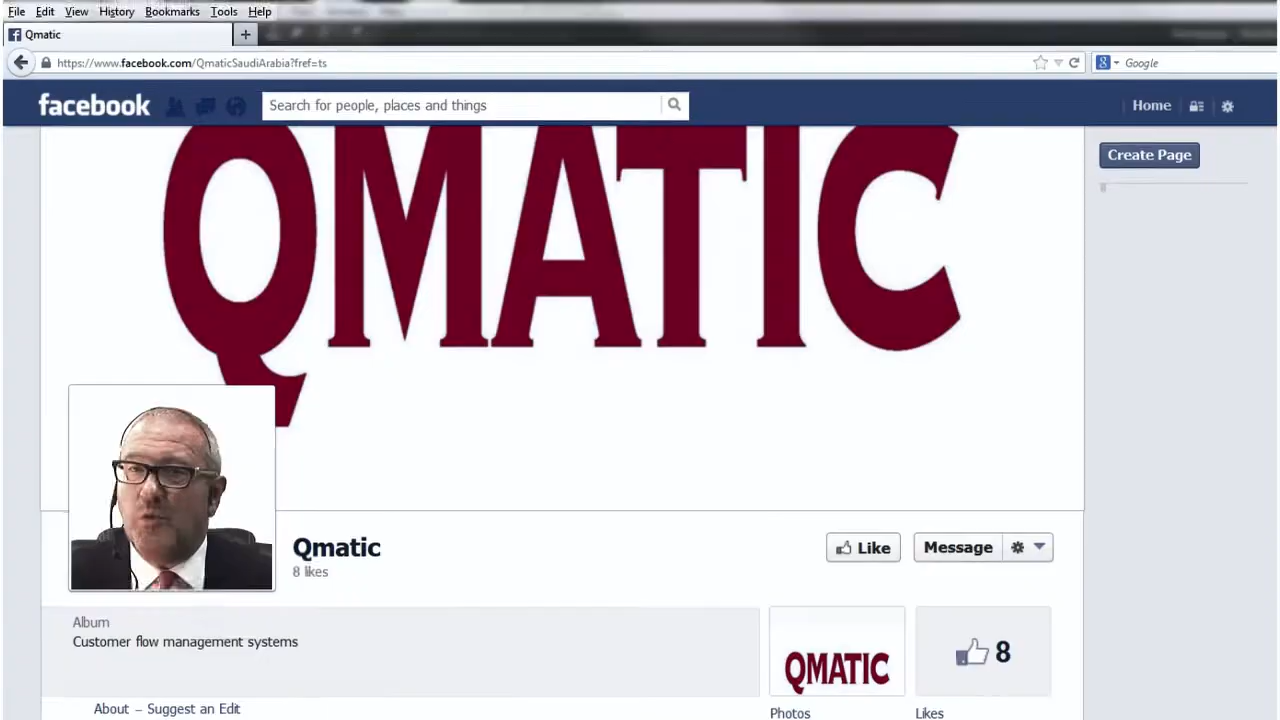 File Edit View History Bookmarks Tools Help
Qmatic
https://www.facebook.com/QmaticSaudiArabia?fref=ts
Google
facebook
Search for people, places and things
Home
Create Page
QMATIC
Qmatic
8 likes
Like
Message
Album
Customer flow management systems
QMATIC
8
About – Suggest an Edit
Photos
Likes